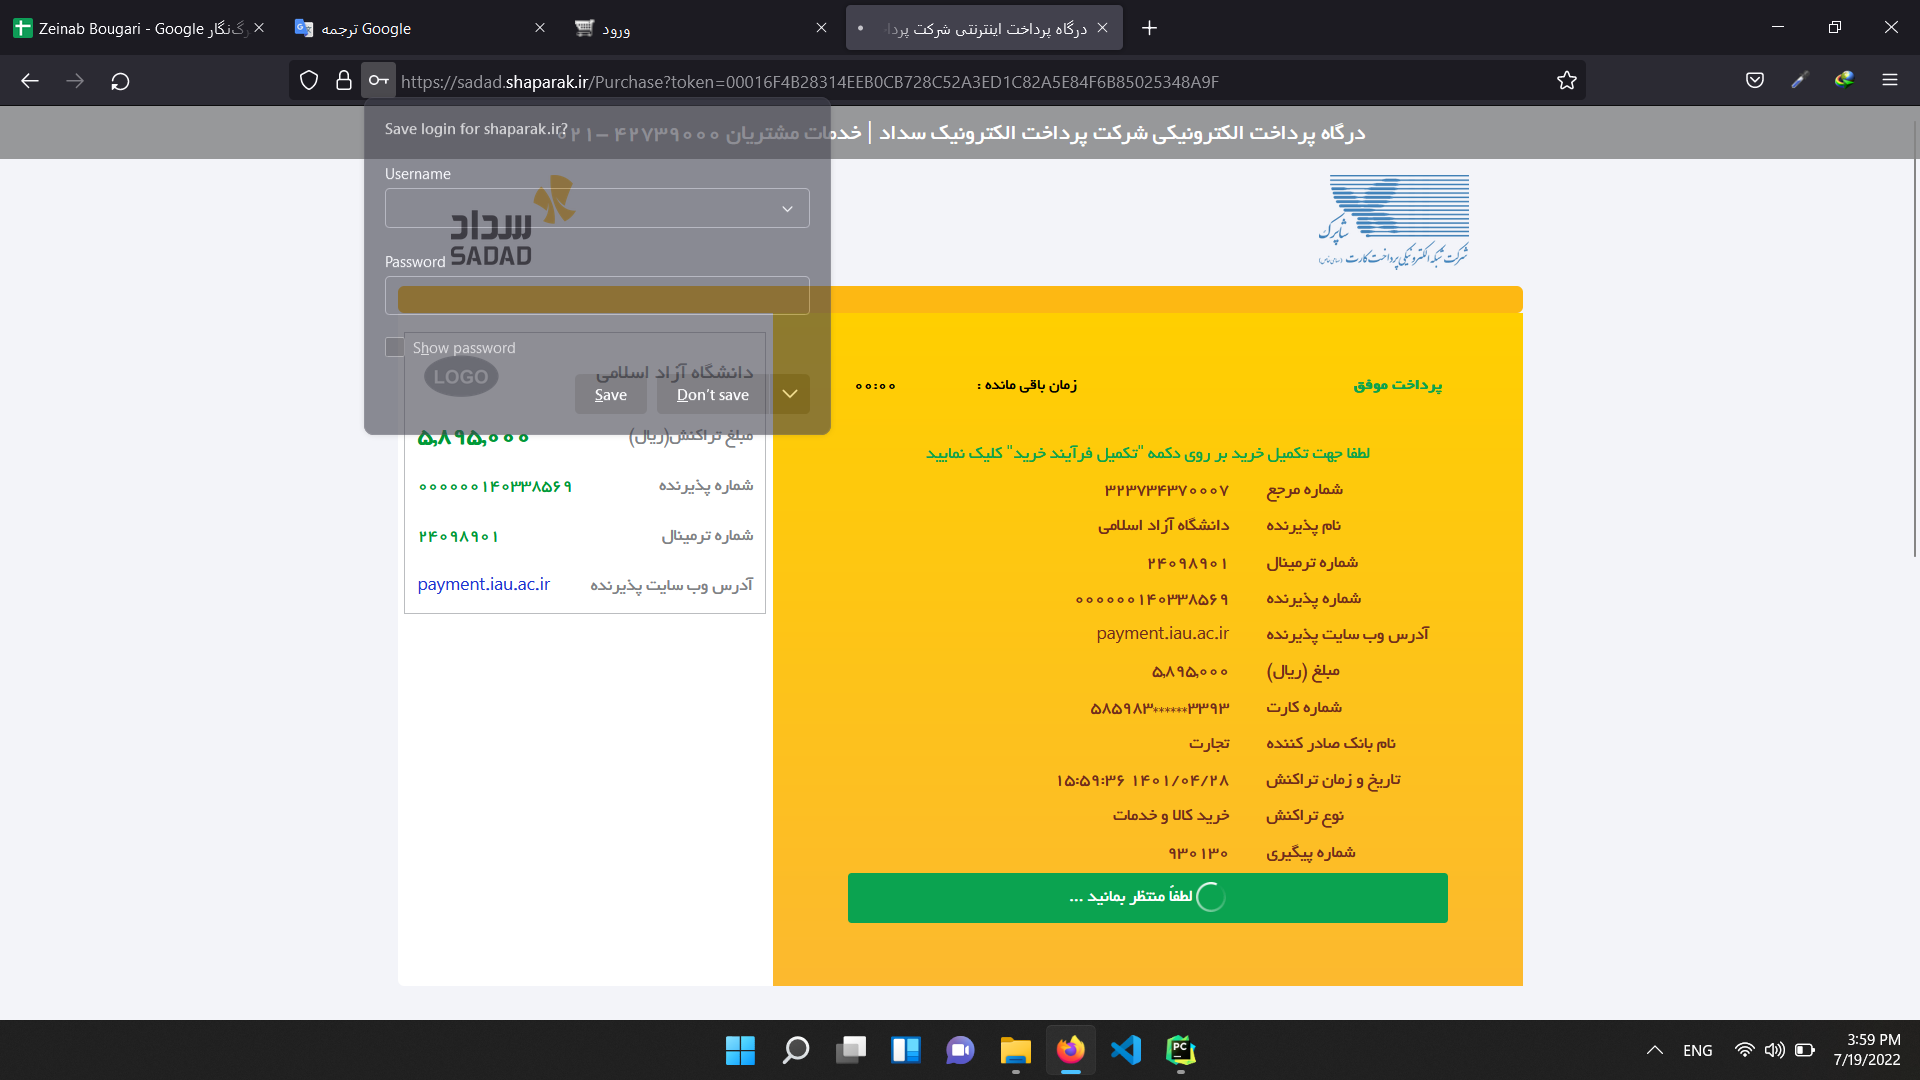 Zeinab Bougari - Google
ترجمه Google
ورود
درگاه پرداخت اینترنتی شرکت پردا
https://sadad.shaparak.ir/Purchase?token=00016F4B28314EEB0CB728C52A3ED1C82A5E84F6B85025348A9F
درگاه پرداخت الکترونیکی شرکت پرداخت الکترونیک سداد | خدمات مشتریان ۴۲۷۳۹۰۰۰ –۰۲۱
Save login for shaparak.ir?
Username
سداد
SADAD
Password
Show password
Save
Don't save
شاپرک
شرکت شبکه الکترونیکی پرداخت کارت
LOGO
دانشگاه آزاد اسلامی
مبلغ تراکنش(ریال) ۵,۸۹۵,۰۰۰
شماره پذیرنده ۰۰۰۰۰۰۱۴۰۳۳۸۵۶۹
شماره ترمینال ۲۴۰۹۸۹۰۱
آدرس وب سایت پذیرنده payment.iau.ac.ir
پرداخت موفق
زمان باقی مانده : ۰۰:۰۰
لطفا جهت تکمیل خرید بر روی دکمه "تکمیل فرآیند خرید" کلیک نمایید
شماره مرجع ۳۲۳۷۳۴۳۷۰۰۰۷
نام پذیرنده دانشگاه آزاد اسلامی
شماره ترمینال ۲۴۰۹۸۹۰۱
شماره پذیرنده ۰۰۰۰۰۰۱۴۰۳۳۸۵۶۹
آدرس وب سایت پذیرنده payment.iau.ac.ir
مبلغ (ریال) ۵,۸۹۵,۰۰۰
شماره کارت ۵۸۵۹۸۳******۳۳۹۳
نام بانک صادر کننده تجارت
تاریخ و زمان تراکنش ۱۴۰۱/۰۴/۲۸ ۱۵:۵۹:۳۶
نوع تراکنش خرید کالا و خدمات
شماره پیگیری ۹۳۰۱۳۰
لطفاً منتظر بمانید ...
PC
ENG
3:59 PM
7/19/2022